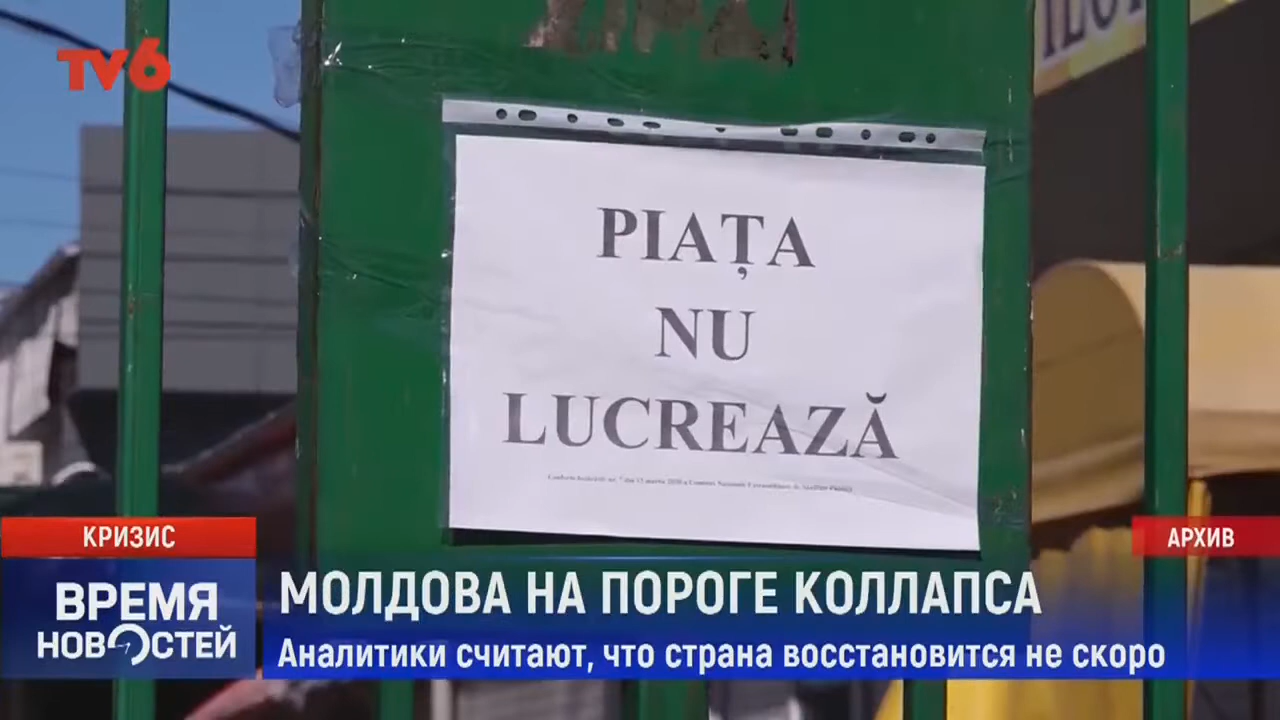 TV6
PIAȚA
NU
LUCREAZĂ
КРИЗИС
АРХИВ
ВРЕМЯ
НОВОСТЕЙ
МОЛДОВА НА ПОРОГЕ КОЛЛАПСА
Аналитики считают, что страна восстановится не скоро